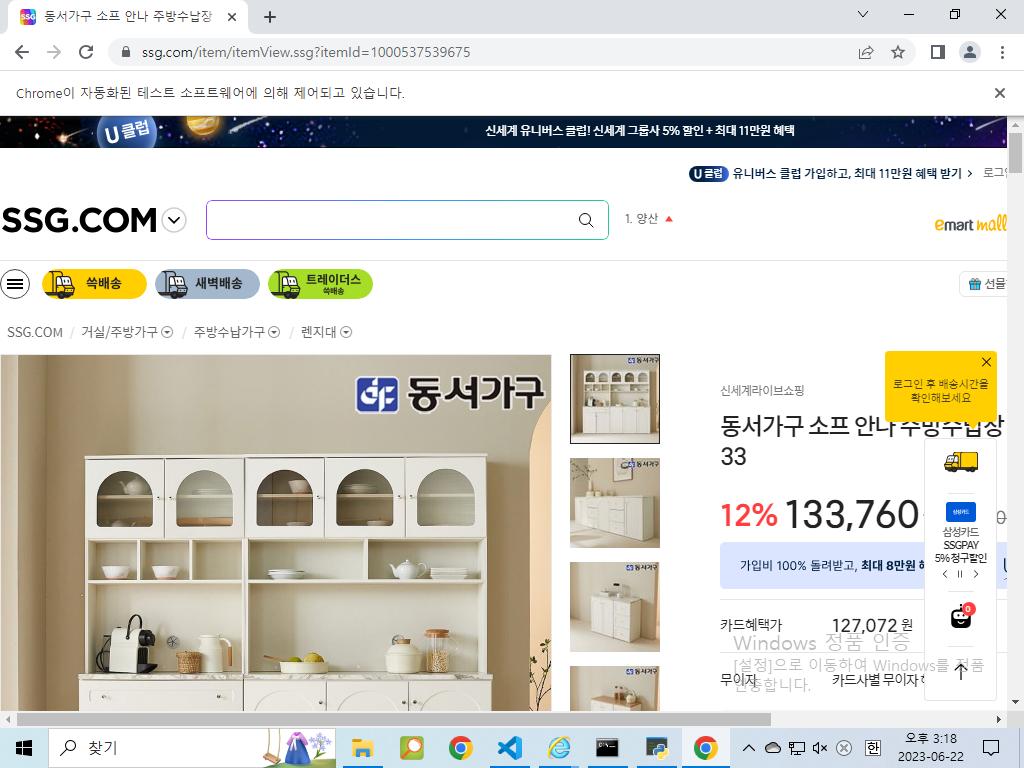 동서가구 소프 안나 주방수납장
ssg.com/item/itemView.ssg?itemId=1000537539675
Chrome이 자동화된 테스트 소프트웨어에 의해 제어되고 있습니다.
U 클럽
신세계 유니버스 클럽! 신세계 그룹사 5% 할인 + 최대 11만원 혜택
U 클럽 유니버스 클럽 가입하고, 최대 11만원 혜택 받기
SSG.COM
1. 양산
emart mall
쓱배송
새벽배송
트레이더스
쓱배송
선물
SSG.COM / 거실/주방가구 / 주방수납가구 / 렌지대
동서가구
로그인 후 배송시간을
확인해보세요
신세계라이브쇼핑
동서가구 소프 안나 주방수납장
33
12% 133,760
삼성카드
삼성카드
SSGPAY
5% 청구할인
가입비 100% 돌려받고, 최대 8만원
0
카드혜택가 127,072 원
무이자 카드사별 무이자
Windows 정품 인증
[설정]으로 이동하여 Windows를 정품
인증합니다.
찾기
한
오후 3:18
2023-06-22